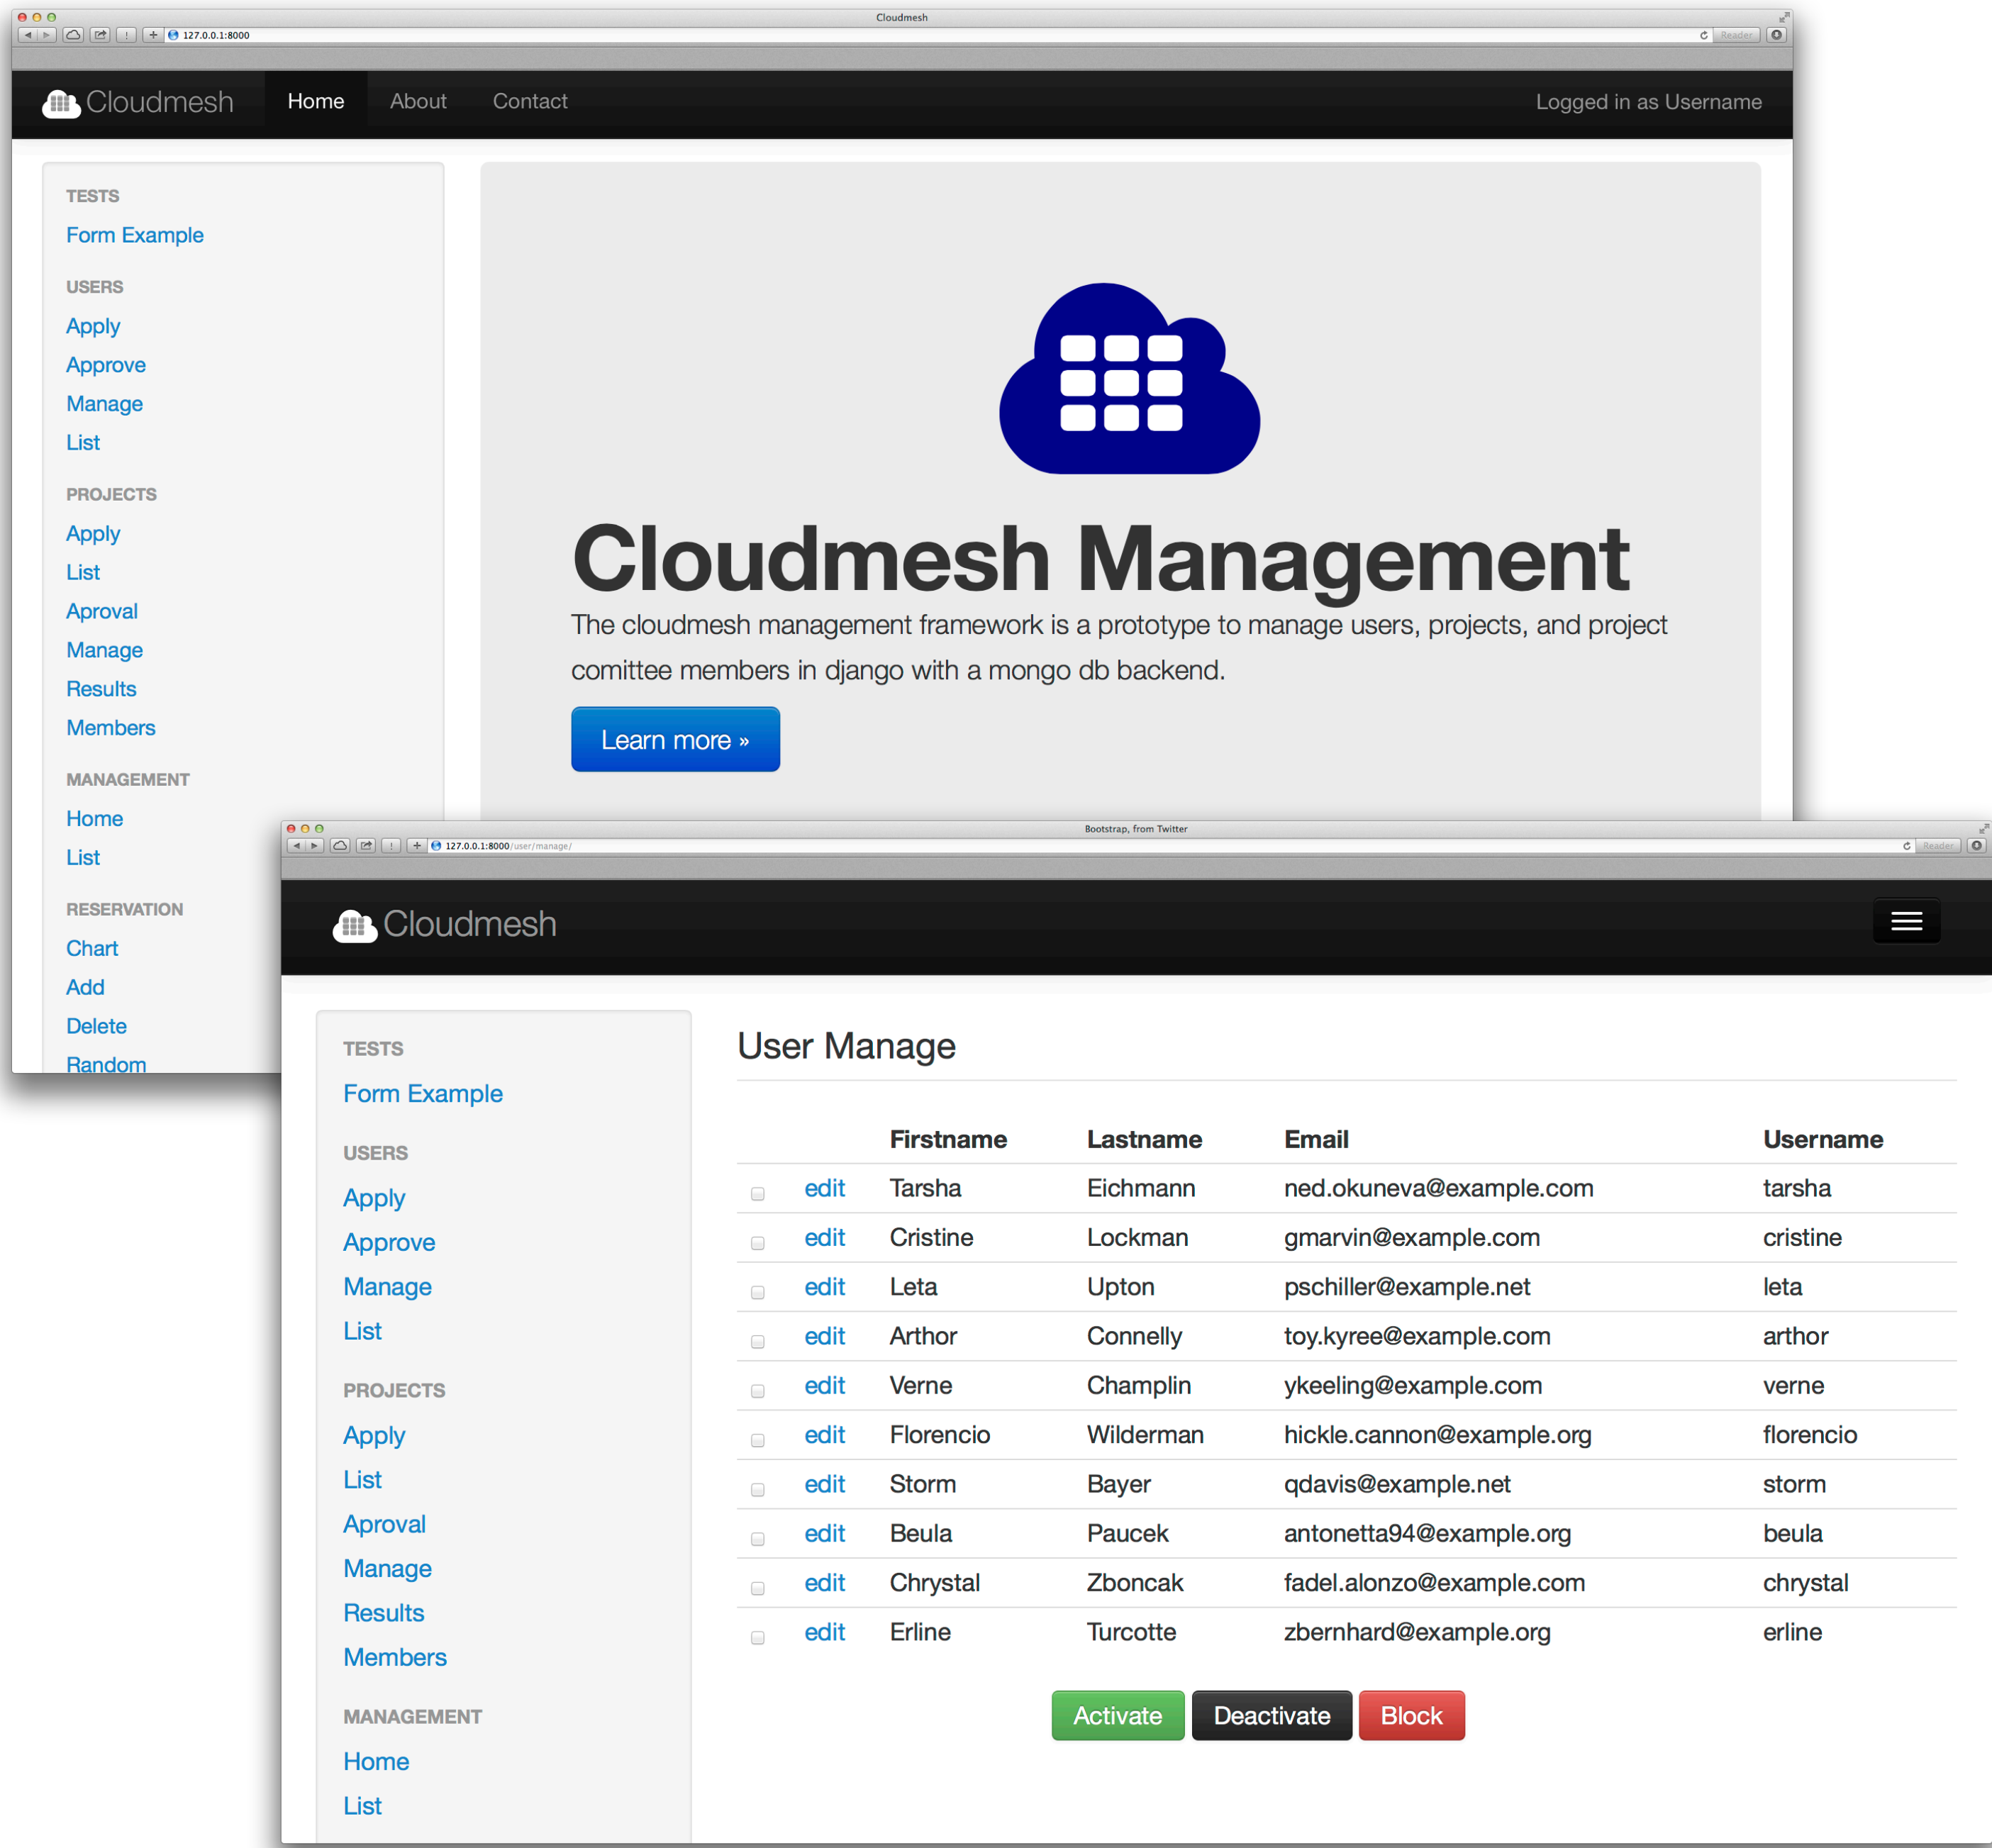 Cloudmesh
127.0.0.1:8000
Reader
Cloudmesh Home About Contact Logged in as Username
TESTS
Form Example
USERS
Apply
Approve
Manage
List
PROJECTS
Apply
List
Aproval
Manage
Results
Members
MANAGEMENT
Home
List
RESERVATION
Chart
Add
Delete
Random
Cloudmesh Management
The cloudmesh management framework is a prototype to manage users, projects, and project
comittee members in django with a mongo db backend.
Learn more »
Bootstrap, from Twitter
127.0.0.1:8000/user/manage/
Reader
Cloudmesh
TESTS
Form Example
USERS
Apply
Approve
Manage
List
PROJECTS
Apply
List
Aproval
Manage
Results
Members
MANAGEMENT
Home
List
User Manage
Firstname Lastname Email Username
edit Tarsha Eichmann ned.okuneva@example.com tarsha
edit Cristine Lockman gmarvin@example.com cristine
edit Leta Upton pschiller@example.net leta
edit Arthor Connelly toy.kyree@example.com arthor
edit Verne Champlin ykeeling@example.com verne
edit Florencio Wilderman hickle.cannon@example.org florencio
edit Storm Bayer qdavis@example.net storm
edit Beula Paucek antonetta94@example.org beula
edit Chrystal Zboncak fadel.alonzo@example.com chrystal
edit Erline Turcotte zbernhard@example.org erline
Activate Deactivate Block